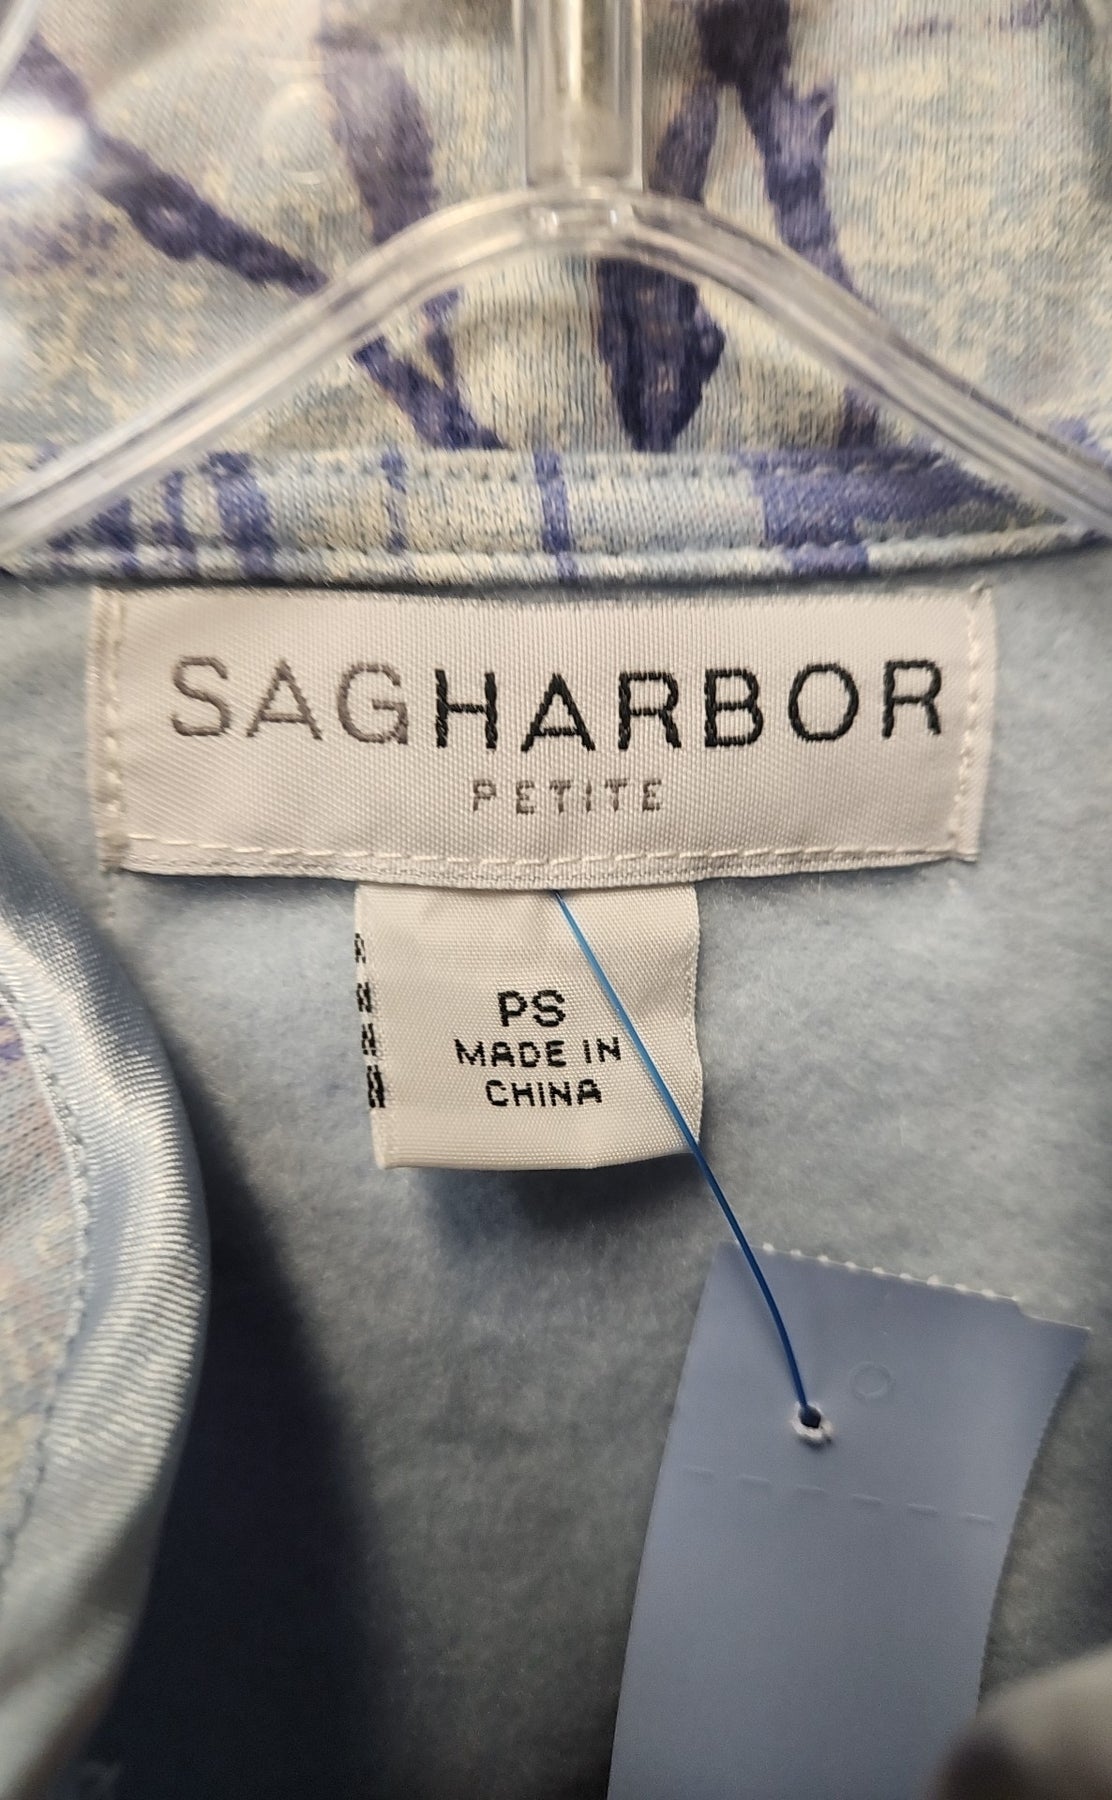 SAGHARBOR
PETITE
PS
MADE IN
CHINA